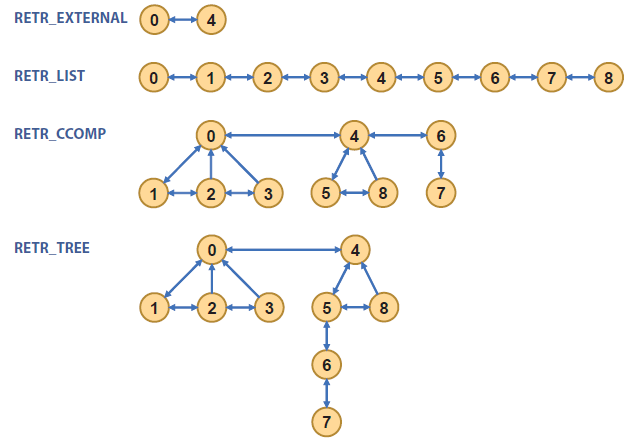 RETR_EXTERNAL 0 4
RETR_LIST 0 1 2 3 4 5 6 7 8
RETR_CCOMP 0 4 6
1 2 3 5 8 7
RETR_TREE 0 4
1 2 3 5 8
6
7